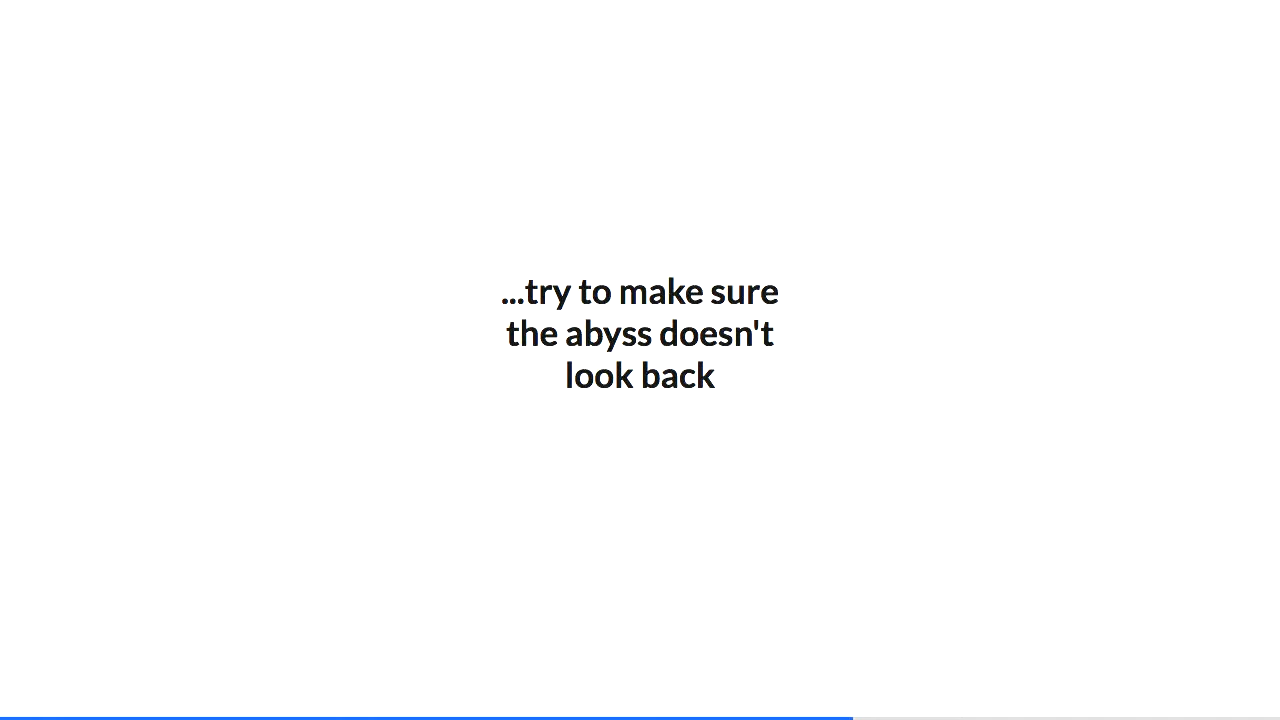 ...try to make sure
the abyss doesn't
look back